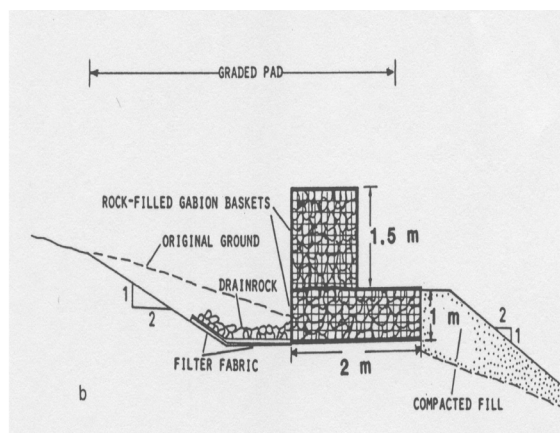 GRADED PAD
ROCK-FILLED GABION BASKETS
1.5 m
ORIGINAL GROUND
DRAINROCK
1
2
1 m
2
1
FILTER FABRIC
2 m
COMPACTED FILL
b